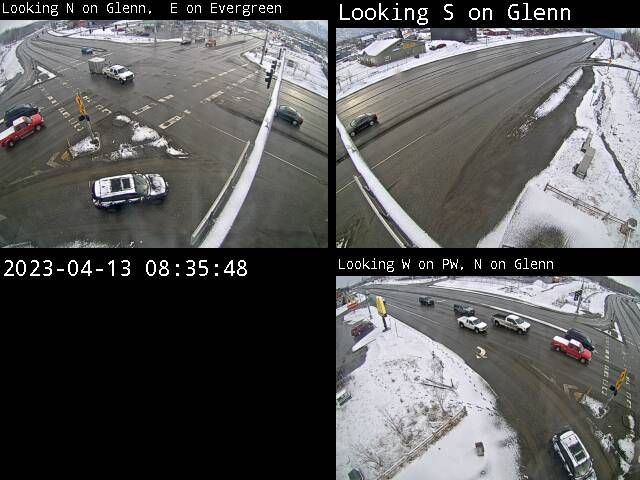 Looking N on Glenn,  E on Evergreen
Looking S on Glenn
2023-04-13 08:35:48
Looking W on PW, N on Glenn